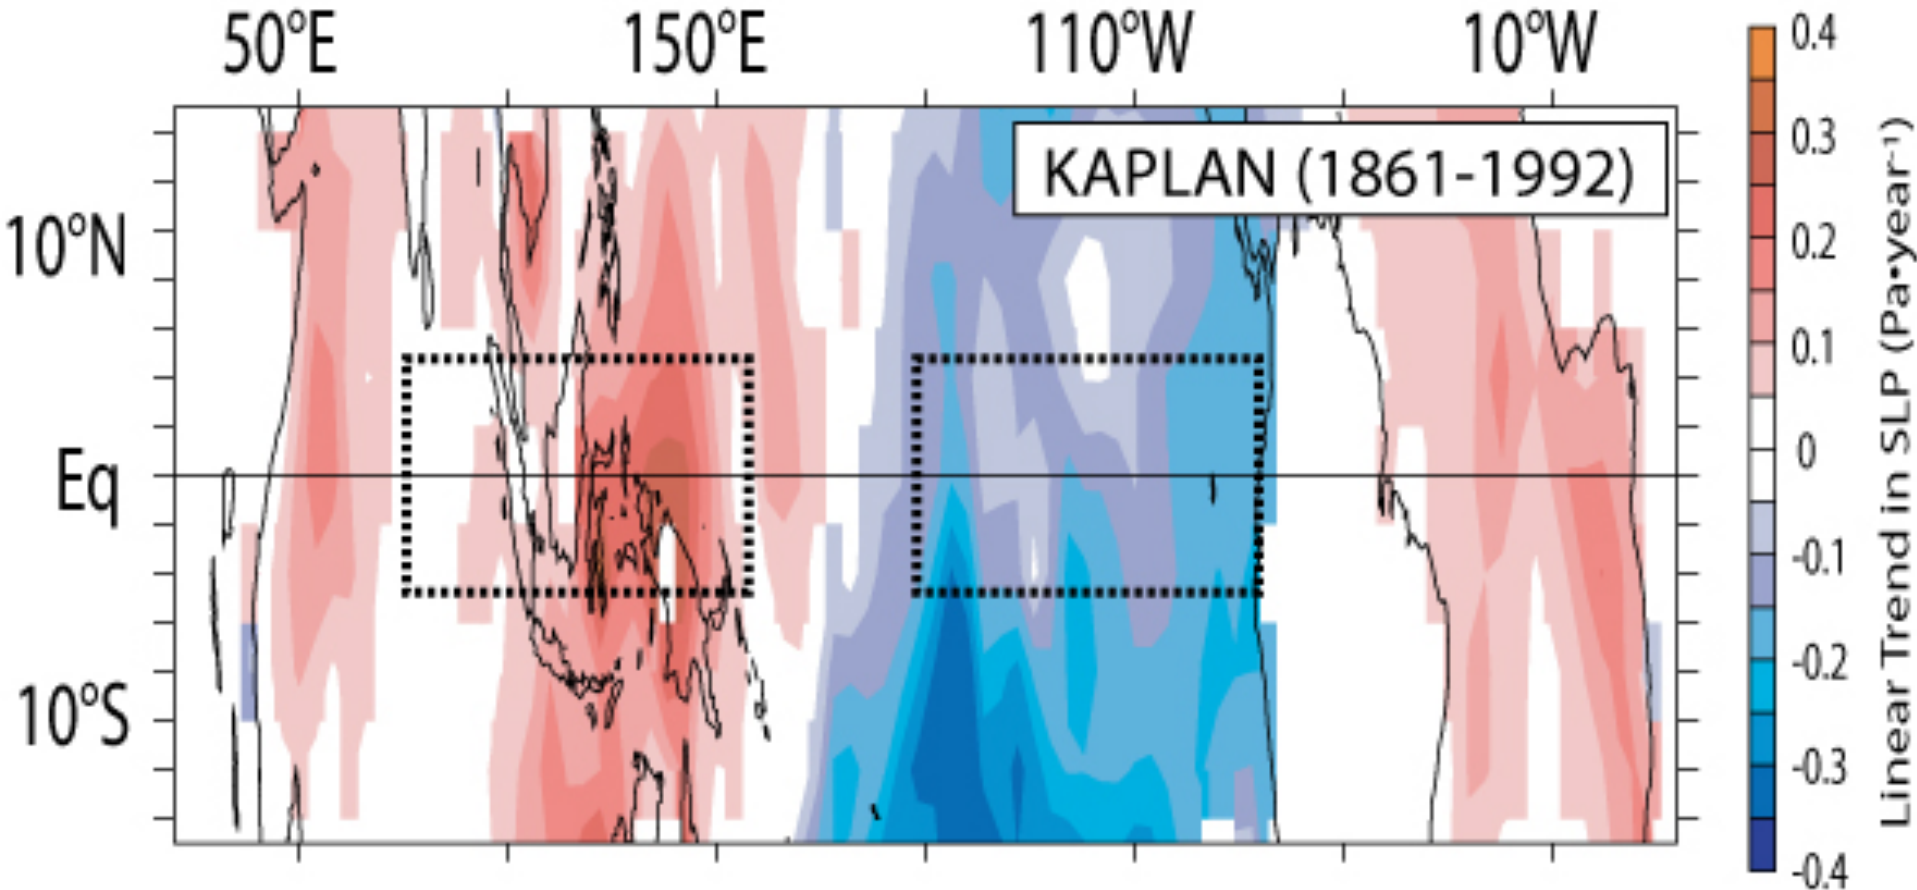 50°E 150°E 110°W 10°W
KAPLAN (1861-1992)
10°N
Eq
10°S
0.4
0.3
0.2
0.1
0
-0.1
-0.2
-0.3
-0.4
Linear Trend in SLP (Pa•year⁻¹)